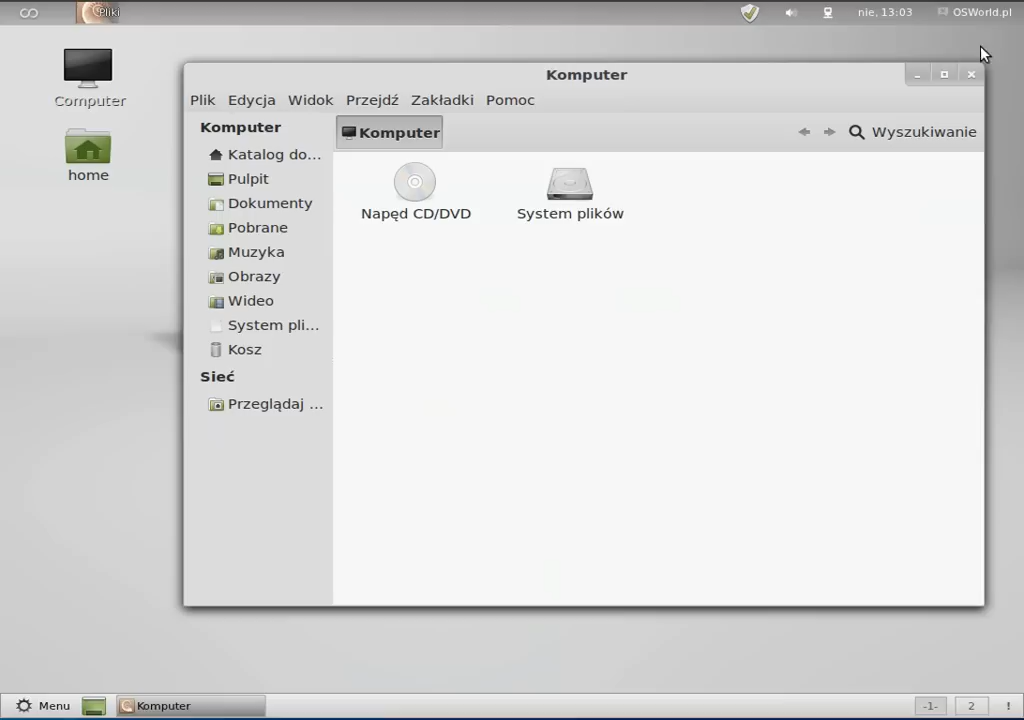 Pliki
nie, 13:03
OSWorld.pl
Computer
home
Komputer
Plik Edycja Widok Przejdź Zakładki Pomoc
Komputer
Katalog do...
Pulpit
Dokumenty
Pobrane
Muzyka
Obrazy
Wideo
System pli...
Kosz
Sieć
Przeglądaj ...
Komputer
Wyszukiwanie
Napęd CD/DVD
System plików
Menu
Komputer
-1-
2
!